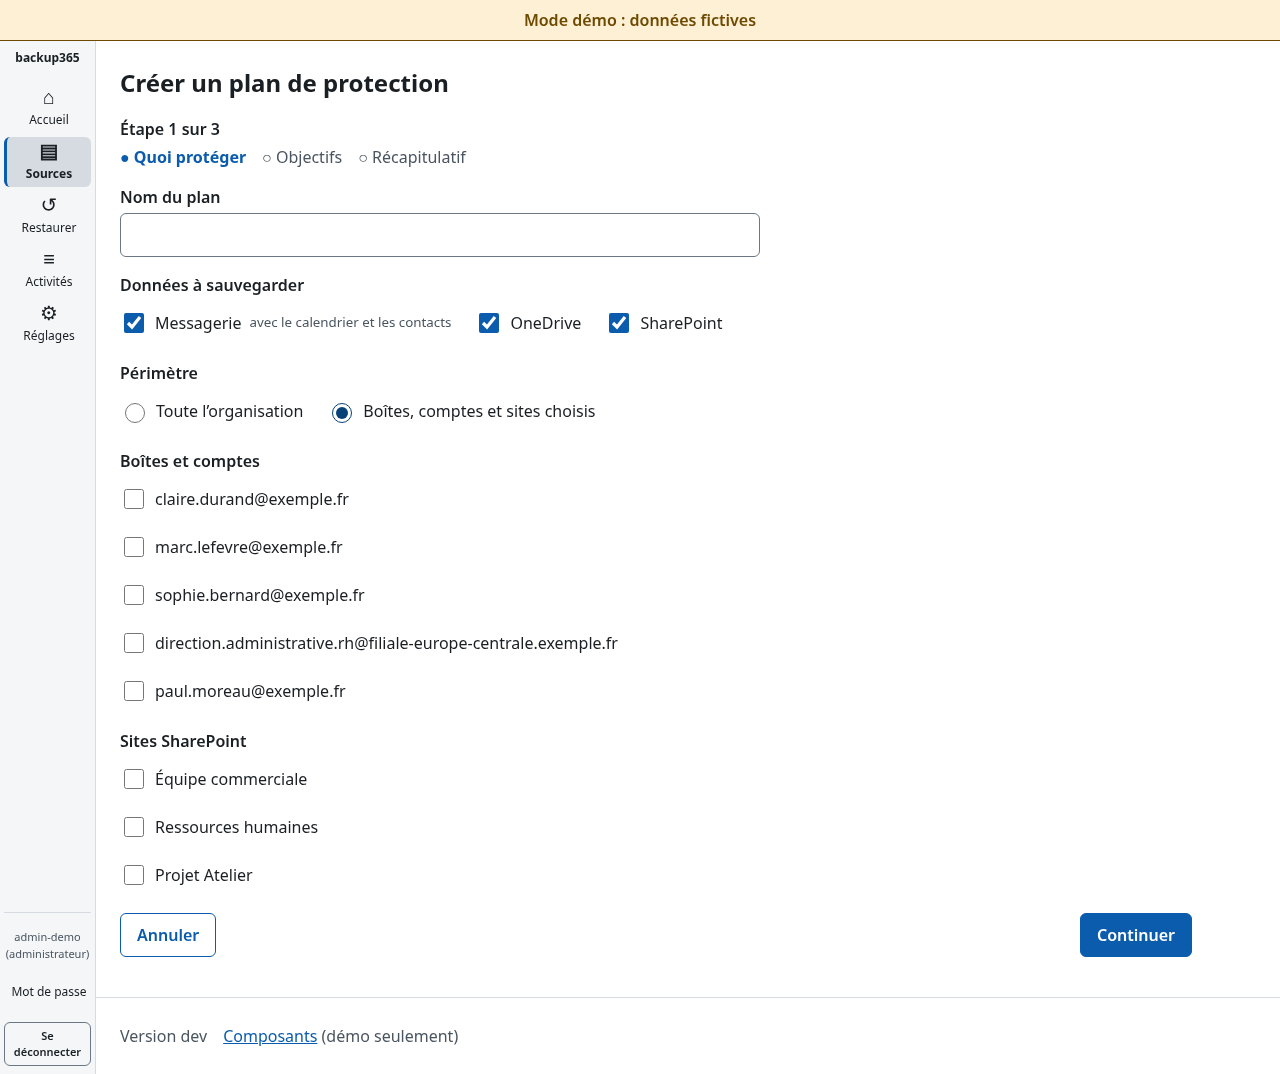 Mode démo : données fictives
backup365
Accueil
Sources
Restaurer
Activités
Réglages
admin-demo
(administrateur)
Mot de passe
Se
déconnecter
Créer un plan de protection
Étape 1 sur 3
● Quoi protéger ○ Objectifs ○ Récapitulatif
Nom du plan
Données à sauvegarder
Messagerie avec le calendrier et les contacts OneDrive SharePoint
Périmètre
Toute l’organisation Boîtes, comptes et sites choisis
Boîtes et comptes
claire.durand@exemple.fr
marc.lefevre@exemple.fr
sophie.bernard@exemple.fr
direction.administrative.rh@filiale-europe-centrale.exemple.fr
paul.moreau@exemple.fr
Sites SharePoint
Équipe commerciale
Ressources humaines
Projet Atelier
Annuler Continuer
Version dev Composants (démo seulement)